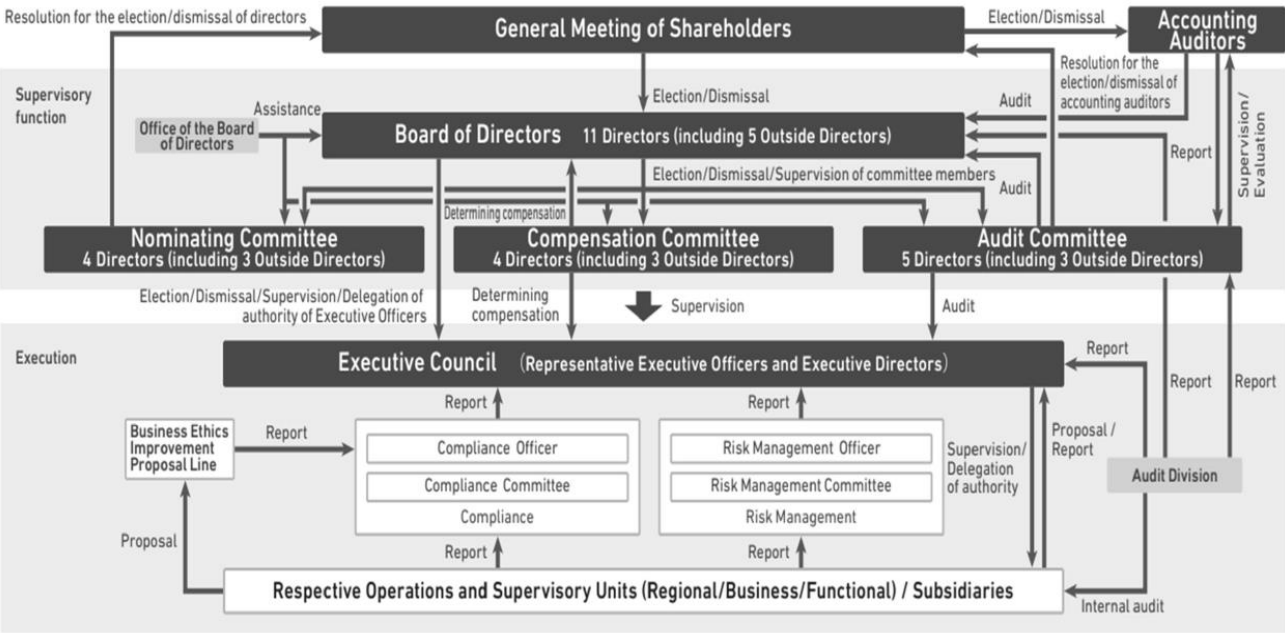 Resolution for the election/dismissal of directors
General Meeting of Shareholders
Election/Dismissal
Accounting
Auditors
Supervisory
function
Election/Dismissal
Resolution for the
election/dismissal of
accounting auditors
Audit
Assistance
Office of the Board
of Directors
Board of Directors 11 Directors (including 5 Outside Directors)
Report
Supervision/
Evaluation
Election/Dismissal/Supervision of committee members
Audit
Determining compensation
Nominating Committee
4 Directors (including 3 Outside Directors)
Compensation Committee
4 Directors (including 3 Outside Directors)
Audit Committee
5 Directors (including 3 Outside Directors)
Election/Dismissal/Supervision/Delegation of
authority of Executive Officers
Determining
compensation
Supervision
Audit
Execution
Executive Council (Representative Executive Officers and Executive Directors)
Report
Report
Report
Report
Report
Business Ethics
Improvement
Proposal Line
Report
Compliance Officer
Compliance Committee
Compliance
Risk Management Officer
Risk Management Committee
Risk Management
Supervision/
Delegation
of authority
Proposal /
Report
Audit Division
Proposal
Report
Report
Respective Operations and Supervisory Units (Regional/Business/Functional) / Subsidiaries
Internal audit